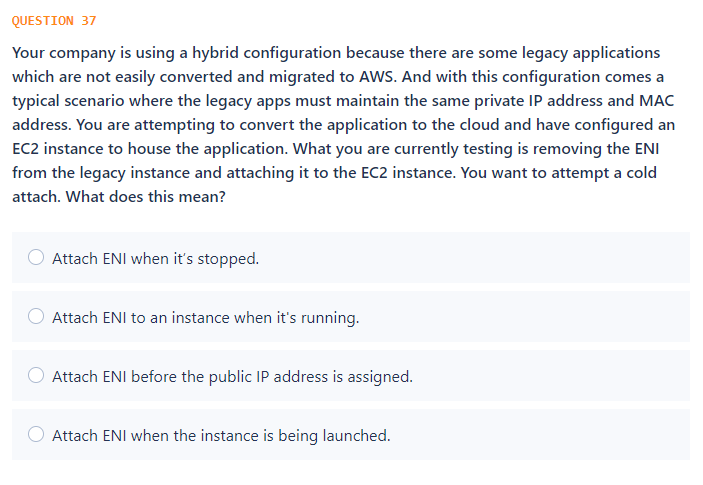 QUESTION 37
Your company is using a hybrid configuration because there are some legacy applications
which are not easily converted and migrated to AWS. And with this configuration comes a
typical scenario where the legacy apps must maintain the same private IP address and MAC
address. You are attempting to convert the application to the cloud and have configured an
EC2 instance to house the application. What you are currently testing is removing the ENI
from the legacy instance and attaching it to the EC2 instance. You want to attempt a cold
attach. What does this mean?
Attach ENI when it's stopped.
Attach ENI to an instance when it's running.
Attach ENI before the public IP address is assigned.
Attach ENI when the instance is being launched.